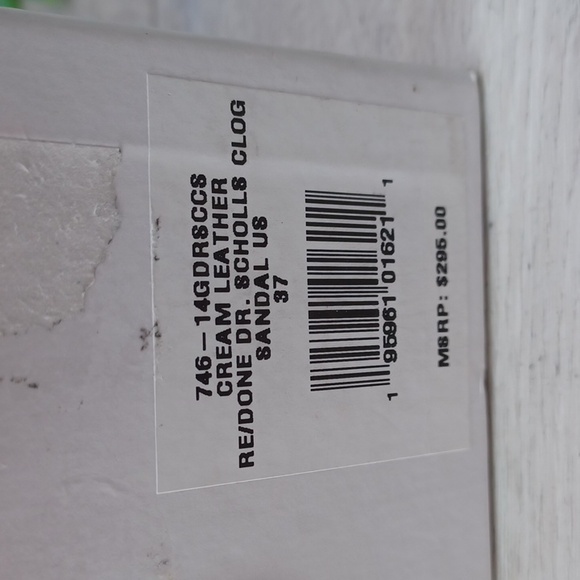 746-14GDRSCCS
CREAM LEATHER
RE/DONE DR. SCHOLLS CLOG
SANDAL US
37
1 95961 01621 1
MSRP: $295.00